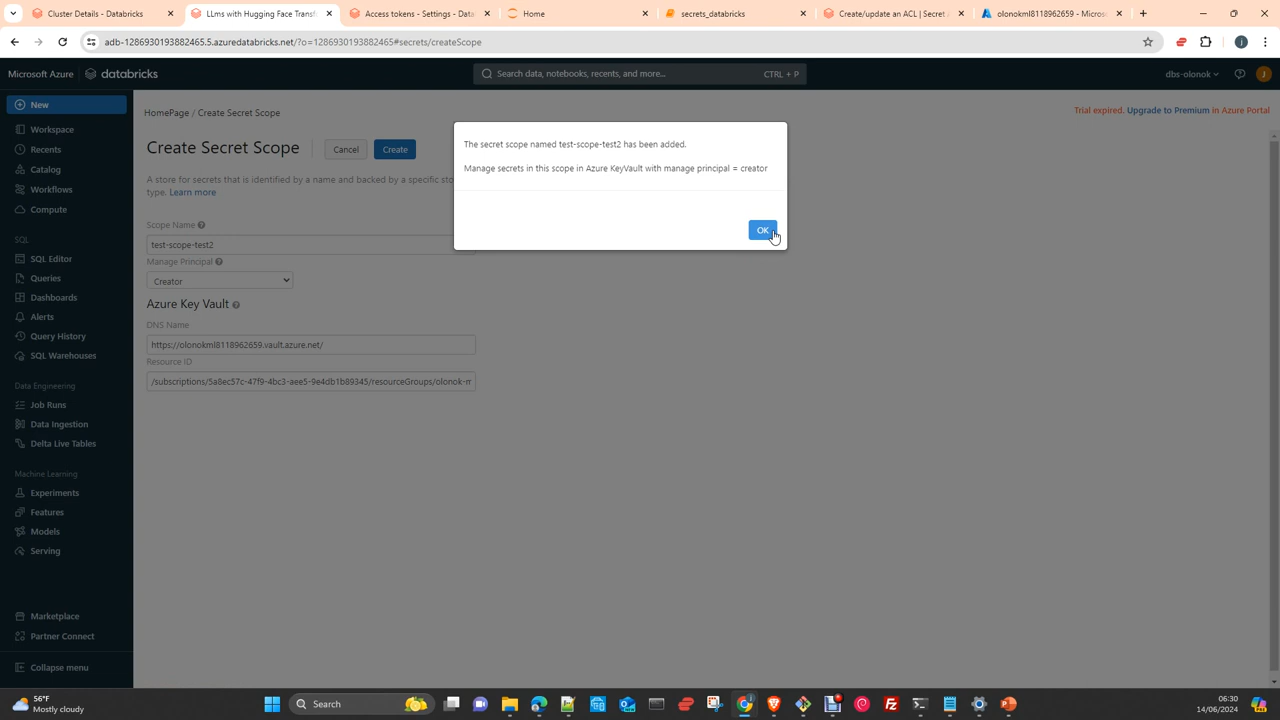 Cluster Details - Databricks
LLms with Hugging Face Transf
Access tokens - Settings - Dat
Home
secrets_databricks
Create/update an ACL | Secret
olonokml8118962659 - Micros
adb-1286930193882465.5.azuredatabricks.net/?o=1286930193882465#secrets/createScope
Microsoft Azure
databricks
Search data, notebooks, recents, and more...
CTRL + P
dbs-olonok
J
New
HomePage / Create Secret Scope
Trial expired. Upgrade to Premium in Azure Portal
Workspace
Recents
Catalog
Workflows
Compute
SQL
SQL Editor
Queries
Dashboards
Alerts
Query History
SQL Warehouses
Data Engineering
Job Runs
Data Ingestion
Delta Live Tables
Machine Learning
Experiments
Features
Models
Serving
Marketplace
Partner Connect
Collapse menu
Create Secret Scope
Cancel
Create
A store for secrets that is identified by a name and backed by a specific sto
type. Learn more
Scope Name
test-scope-test2
Manage Principal
Creator
Azure Key Vault
DNS Name
https://olonokml8118962659.vault.azure.net/
Resource ID
/subscriptions/5a8ec57c-47f9-4bc3-aee5-9e4db1b89345/resourceGroups/olonok-m
The secret scope named test-scope-test2 has been added.
Manage secrets in this scope in Azure KeyVault with manage principal = creator
OK
56°F
Mostly cloudy
Search
06:30
14/06/2024